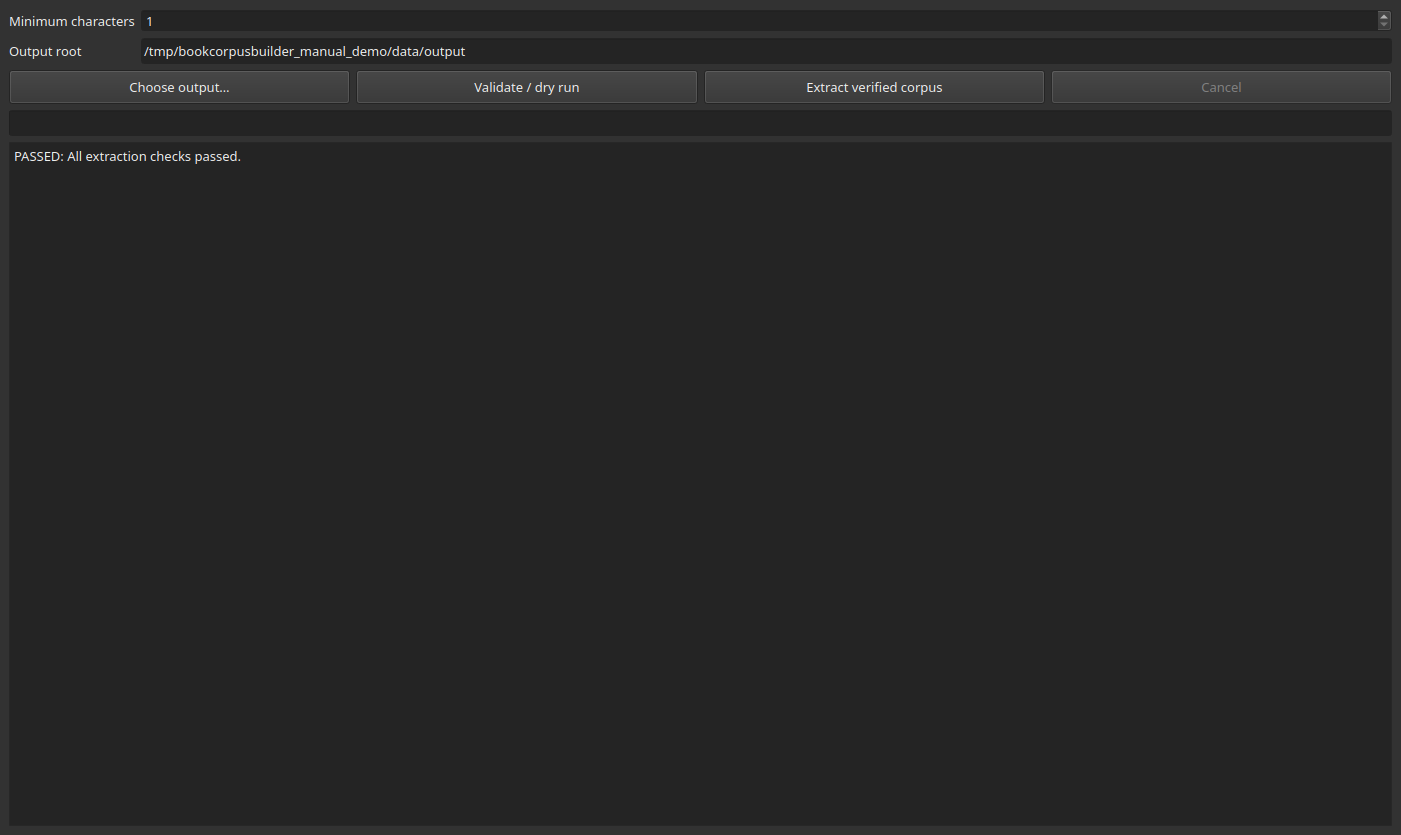 Minimum characters 1
Output root /tmp/bookcorpusbuilder_manual_demo/data/output
Choose output... Validate / dry run Extract verified corpus Cancel
PASSED: All extraction checks passed.